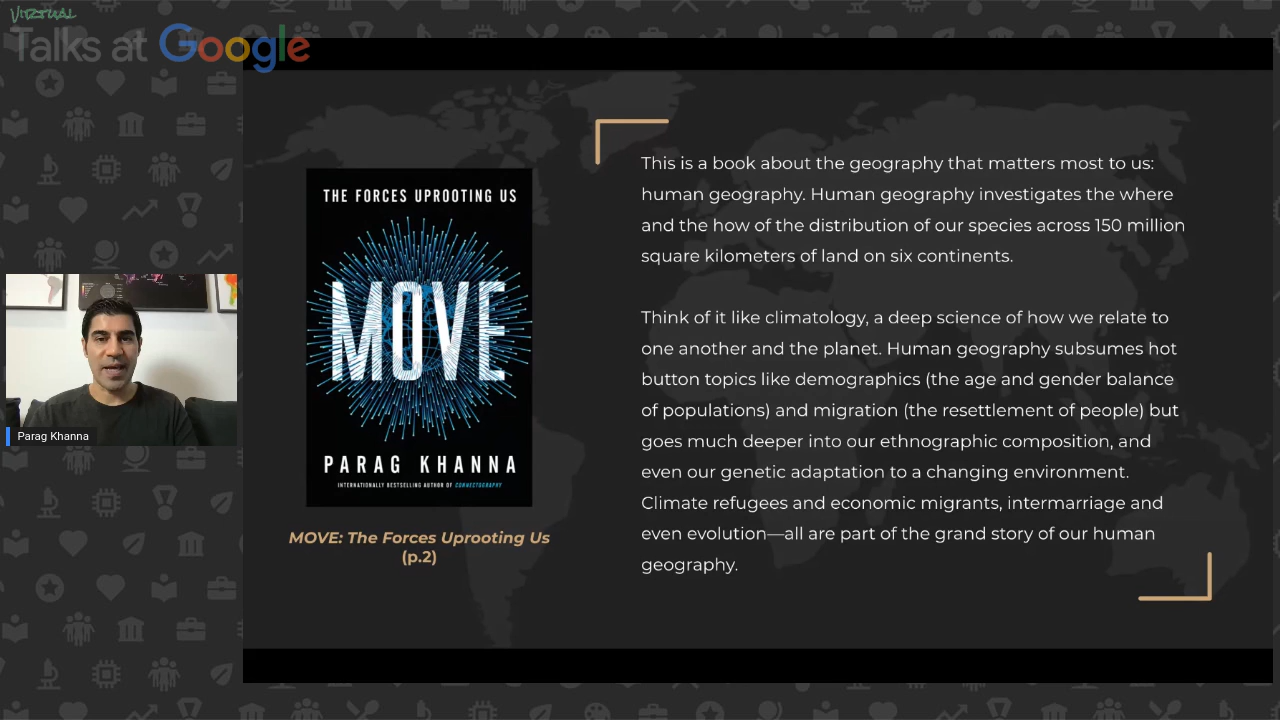 VIRTUAL
Talks at Google
THE FORCES UPROOTING US
MOVE
PARAG KHANNA
INTERNATIONALLY BESTSELLING AUTHOR OF CONNECTOGRAPHY
MOVE: The Forces Uprooting Us
(p.2)
This is a book about the geography that matters most to us:
human geography. Human geography investigates the where
and the how of the distribution of our species across 150 million
square kilometers of land on six continents.
Think of it like climatology, a deep science of how we relate to
one another and the planet. Human geography subsumes hot
button topics like demographics (the age and gender balance
of populations) and migration (the resettlement of people) but
goes much deeper into our ethnographic composition, and
even our genetic adaptation to a changing environment.
Climate refugees and economic migrants, intermarriage and
even evolution—all are part of the grand story of our human
geography.
Parag Khanna